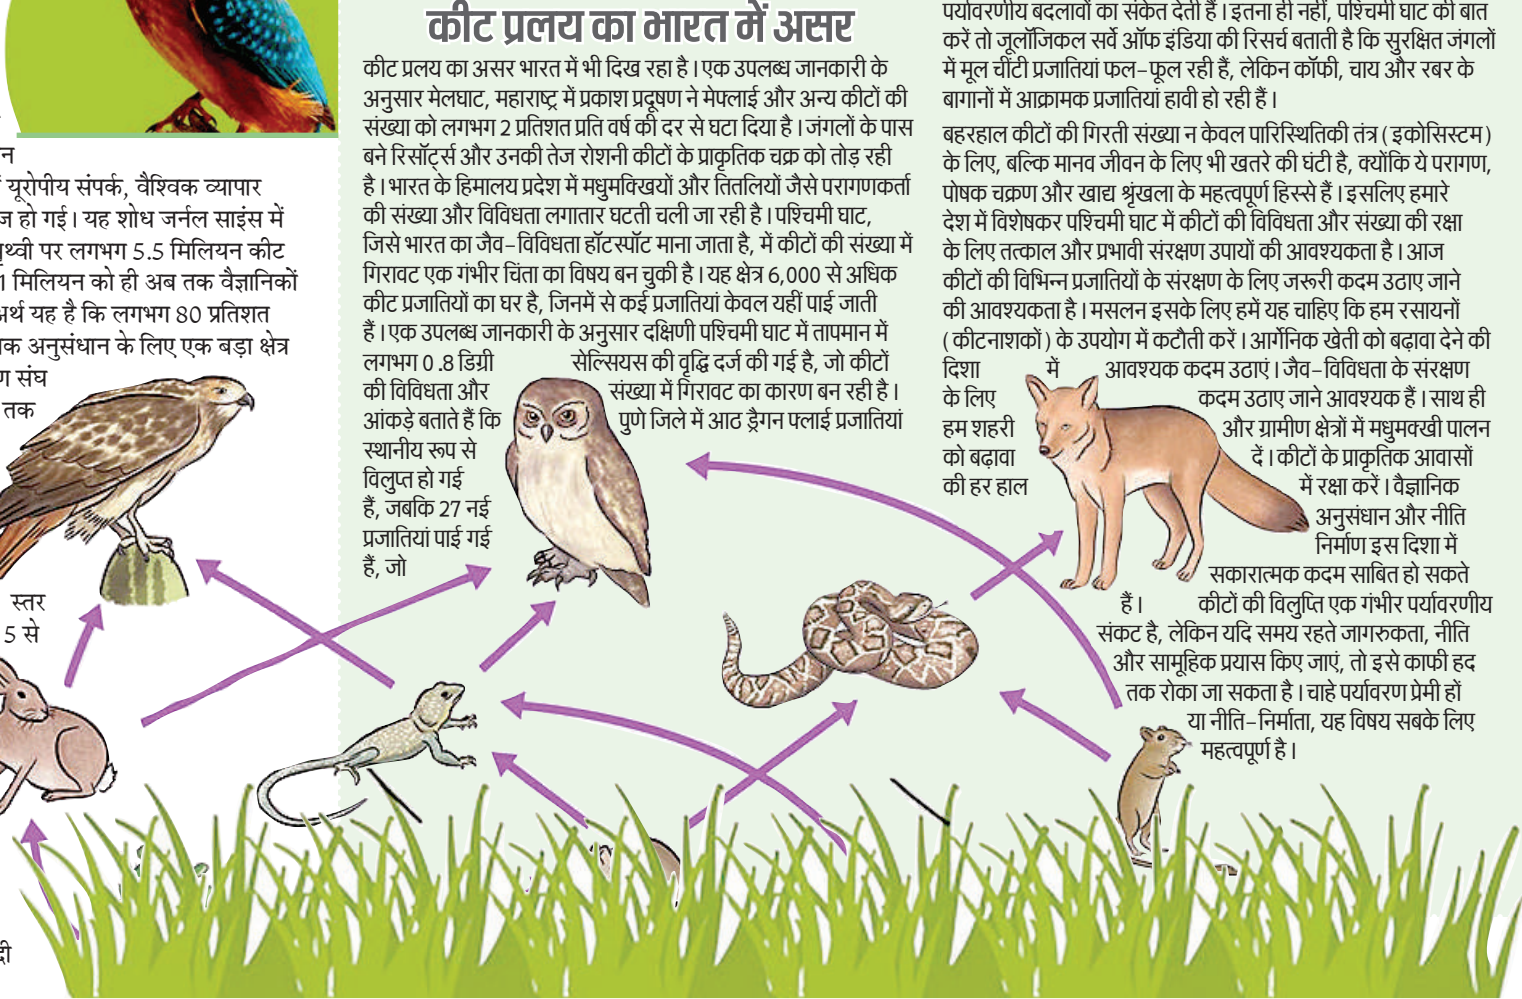 न
यूरोपीय संपर्क, वैश्विक व्यापार
ज हो गई। यह शोध जर्नल साइंस में
पृथ्वी पर लगभग 5.5 मिलियन कीट
1 मिलियन को ही अब तक वैज्ञानिकों
अर्थ यह है कि लगभग 80 प्रतिशत
क अनुसंधान के लिए एक बड़ा क्षेत्र
ण संघ
तक
स्तर
5 से
दी
कीट प्रलय का भारत में असर
कीट प्रलय का असर भारत में भी दिख रहा है। एक उपलब्ध जानकारी के
अनुसार मेलघाट, महाराष्ट्र में प्रकाश प्रदूषण ने मेफ्लाई और अन्य कीटों की
संख्या को लगभग 2 प्रतिशत प्रति वर्ष की दर से घटा दिया है। जंगलों के पास
बने रिसॉर्ट्स और उनकी तेज रोशनी कीटों के प्राकृतिक चक्र को तोड़ रही
है। भारत के हिमालय प्रदेश में मधुमक्खियों और तितलियों जैसे परागणकर्ता
की संख्या और विविधता लगातार घटती चली जा रही है। पश्चिमी घाट,
जिसे भारत का जैव-विविधता हॉटस्पॉट माना जाता है, में कीटों की संख्या में
गिरावट एक गंभीर चिंता का विषय बन चुकी है। यह क्षेत्र 6,000 से अधिक
कीट प्रजातियों का घर है, जिनमें से कई प्रजातियां केवल यहीं पाई जाती
हैं। एक उपलब्ध जानकारी के अनुसार दक्षिणी पश्चिमी घाट में तापमान में
लगभग 0.8 डिग्री सेल्सियस की वृद्धि दर्ज की गई है, जो कीटों
की विविधता और संख्या में गिरावट का कारण बन रही है।
आंकड़े बताते हैं कि पुणे जिले में आठ ड्रैगन फ्लाई प्रजातियां
स्थानीय रूप से
विलुप्त हो गई
हैं, जबकि 27 नई
प्रजातियां पाई गई
हैं, जो
पर्यावरणीय बदलावों का संकेत देती हैं। इतना ही नहीं, पश्चिमी घाट की बात
करें तो जूलॉजिकल सर्वे ऑफ इंडिया की रिसर्च बताती है कि सुरक्षित जंगलों
में मूल चींटी प्रजातियां फल-फूल रही हैं, लेकिन कॉफी, चाय और रबर के
बागानों में आक्रामक प्रजातियां हावी हो रही हैं।
बहरहाल कीटों की गिरती संख्या न केवल पारिस्थितिकी तंत्र (इकोसिस्टम)
के लिए, बल्कि मानव जीवन के लिए भी खतरे की घंटी है, क्योंकि ये परागण,
पोषक चक्रण और खाद्य श्रृंखला के महत्वपूर्ण हिस्से हैं। इसलिए हमारे
देश में विशेषकर पश्चिमी घाट में कीटों की विविधता और संख्या की रक्षा
के लिए तत्काल और प्रभावी संरक्षण उपायों की आवश्यकता है। आज
कीटों की विभिन्न प्रजातियों के संरक्षण के लिए जरूरी कदम उठाए जाने
की आवश्यकता है। मसलन इसके लिए हमें यह चाहिए कि हम रसायनों
(कीटनाशकों) के उपयोग में कटौती करें। आर्गेनिक खेती को बढ़ावा देने की
दिशा में आवश्यक कदम उठाएं। जैव-विविधता के संरक्षण
के लिए कदम उठाए जाने आवश्यक हैं। साथ ही
हम शहरी और ग्रामीण क्षेत्रों में मधुमक्खी पालन
को बढ़ावा दें। कीटों के प्राकृतिक आवासों
की हर हाल में रक्षा करें। वैज्ञानिक
अनुसंधान और नीति
निर्माण इस दिशा में
सकारात्मक कदम साबित हो सकते
हैं। कीटों की विलुप्ति एक गंभीर पर्यावरणीय
संकट है, लेकिन यदि समय रहते जागरुकता, नीति
और सामूहिक प्रयास किए जाएं, तो इसे काफी हद
तक रोका जा सकता है। चाहे पर्यावरण प्रेमी हों
या नीति-निर्माता, यह विषय सबके लिए
महत्वपूर्ण है।